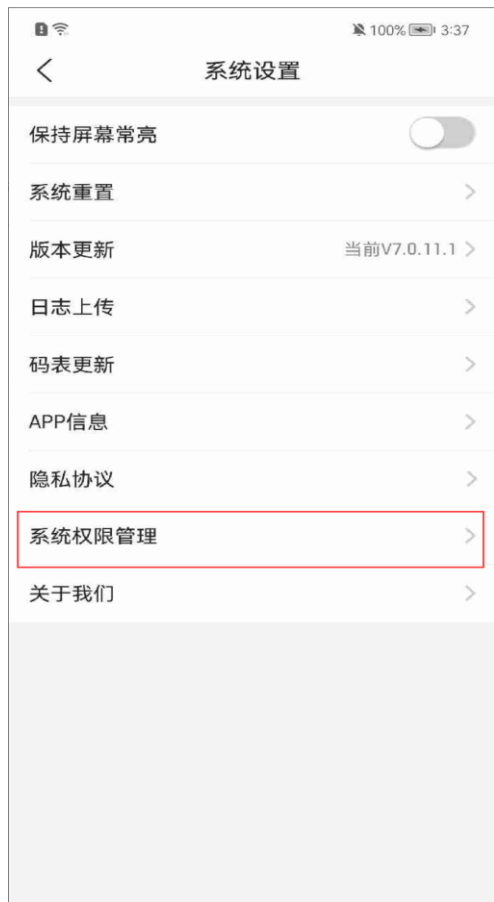 100% 3:37
系统设置
保持屏幕常亮
系统重置
版本更新 当前V7.0.11.1
日志上传
码表更新
APP信息
隐私协议
系统权限管理
关于我们